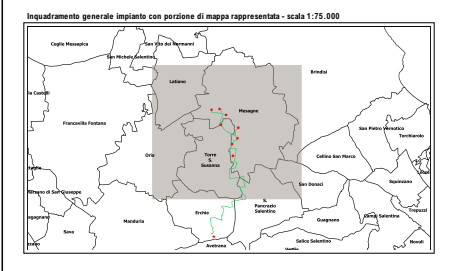 Inquadramento generale impianto con porzione di mappa rappresentata - scala 1:75.000
Ceglie Messapica
San Vito dei Normanni
San Michele Salentino
Brindisi
Latiano
la Castelli
Mesagne
Francavilla Fontana
San Pietro Vernotico
Torchiarolo
Oria
Torre
S.
Susanna
Cellino San Marco
San Donaci
Squinzano
San Giuseppe
S.
Pancrazio
Salentino
Erchie
Manduria
Guagnano
Campi Salentina
Trepuzzi
Sava
Avetrana
Salice Salentino
Novoli